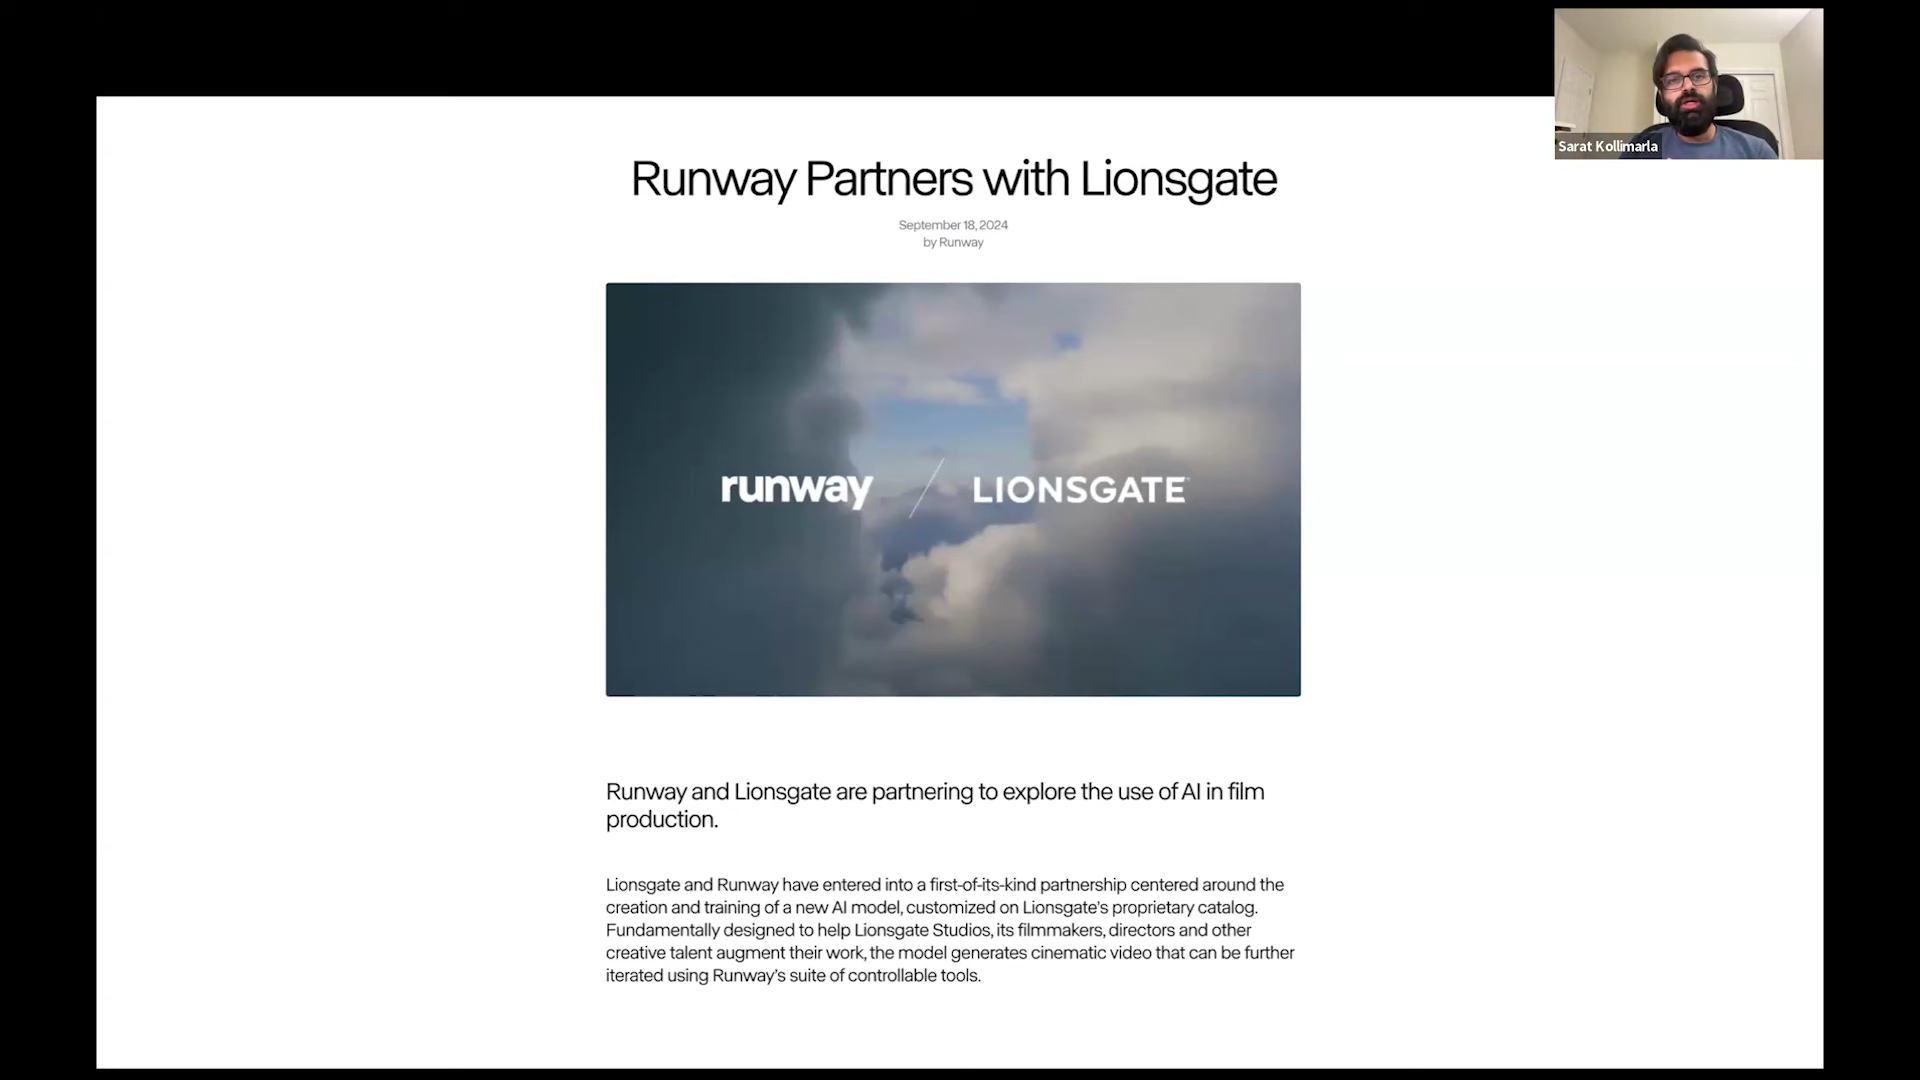 Sarat Kollimarla
Runway Partners with Lionsgate
September 18, 2024
by Runway
runway / LIONSGATE
Runway and Lionsgate are partnering to explore the use of AI in film
production.
Lionsgate and Runway have entered into a first-of-its-kind partnership centered around the
creation and training of a new AI model, customized on Lionsgate's proprietary catalog.
Fundamentally designed to help Lionsgate Studios, its filmmakers, directors and other
creative talent augment their work, the model generates cinematic video that can be further
iterated using Runway's suite of controllable tools.